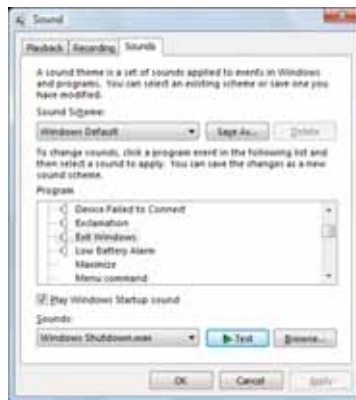 Sound
Playback Recording Sounds
A sound theme is a set of sounds applied to events in Windows
and programs. You can select an existing scheme or save one you
have modified.
Sound Scheme:
Windows Default Save As... Delete
To change sounds, click a program event in the following list and
then select a sound to apply. You can save the changes as a new
sound scheme.
Program
Device Failed to Connect
Exclamation
Exit Windows
Low Battery Alarm
Maximize
Menu command
Play Windows Startup sound
Sounds:
Windows Shutdown.wav Test Browse...
OK Cancel Apply